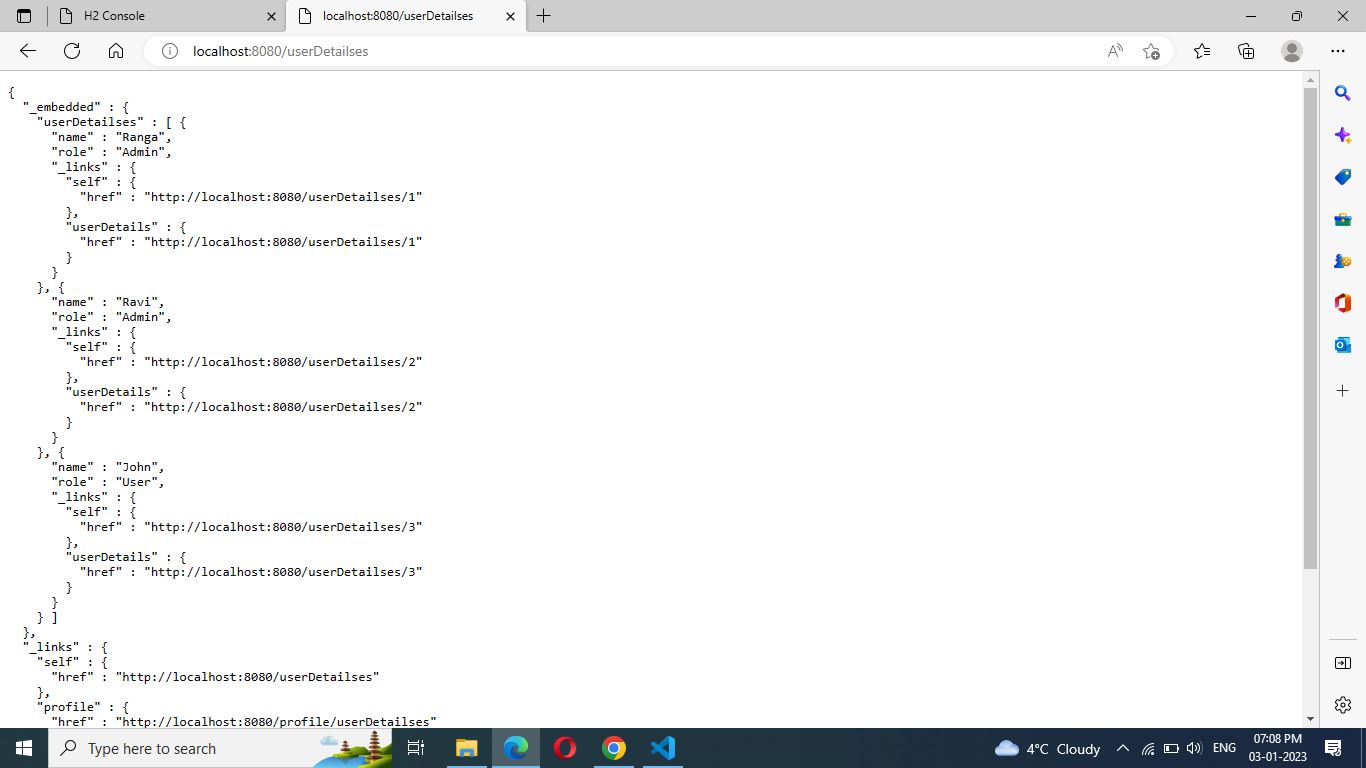 H2 Console
localhost:8080/userDetailses
localhost:8080/userDetailses
{
  "_embedded" : {
    "userDetailses" : [ {
      "name" : "Ranga",
      "role" : "Admin",
      "_links" : {
        "self" : {
          "href" : "http://localhost:8080/userDetailses/1"
        },
        "userDetails" : {
          "href" : "http://localhost:8080/userDetailses/1"
        }
      }
    }, {
      "name" : "Ravi",
      "role" : "Admin",
      "_links" : {
        "self" : {
          "href" : "http://localhost:8080/userDetailses/2"
        },
        "userDetails" : {
          "href" : "http://localhost:8080/userDetailses/2"
        }
      }
    }, {
      "name" : "John",
      "role" : "User",
      "_links" : {
        "self" : {
          "href" : "http://localhost:8080/userDetailses/3"
        },
        "userDetails" : {
          "href" : "http://localhost:8080/userDetailses/3"
        }
      }
    } ]
  },
  "_links" : {
    "self" : {
      "href" : "http://localhost:8080/userDetailses"
    },
    "profile" : {
      "href" : "http://localhost:8080/profile/userDetailses"
Type here to search
4°C Cloudy
ENG
07:08 PM
03-01-2023